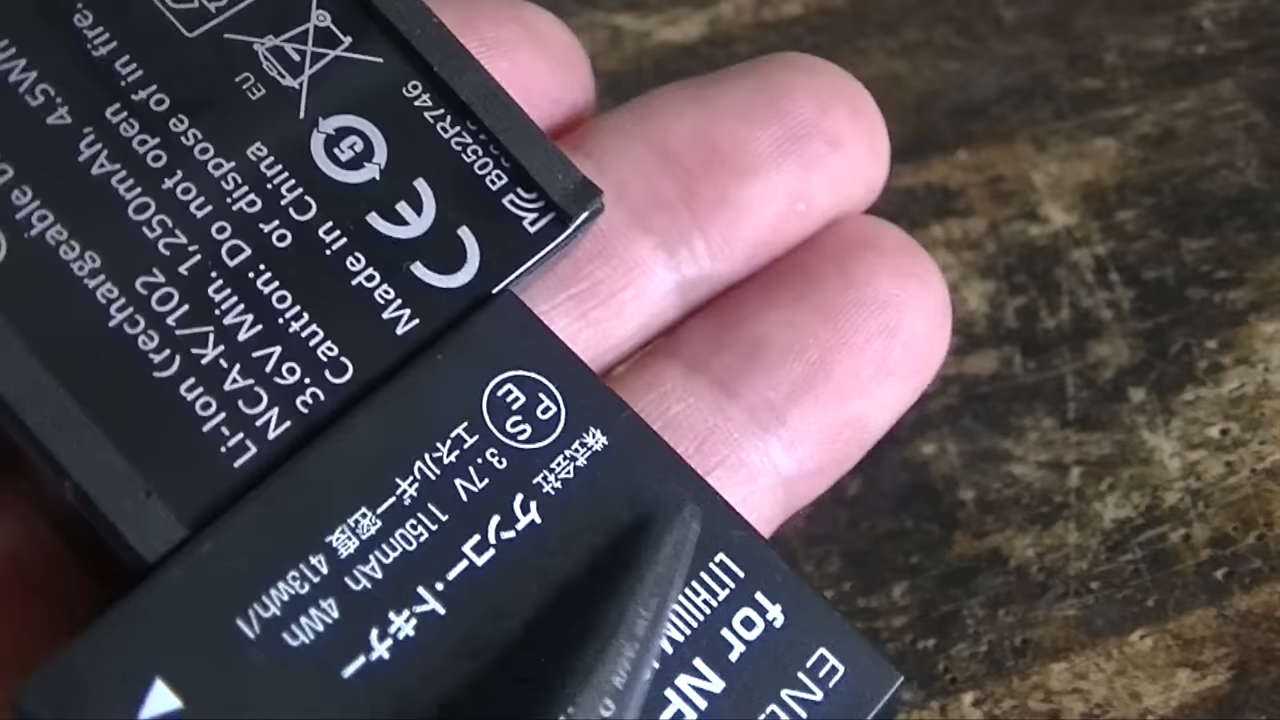 Li-Ion (rechargeable
NCA-K/102
3.6V Min. 1,250mAh, 4.5Wh
Caution: Do not open
or dispose of in fire.
Made in China
EU
5
CE
B052R746
PSE
株式会社 ケンコー・トキナー
3.7V 1150mAh 4Wh
エネルギー密度 413wh/l
LITHIUM
for NP